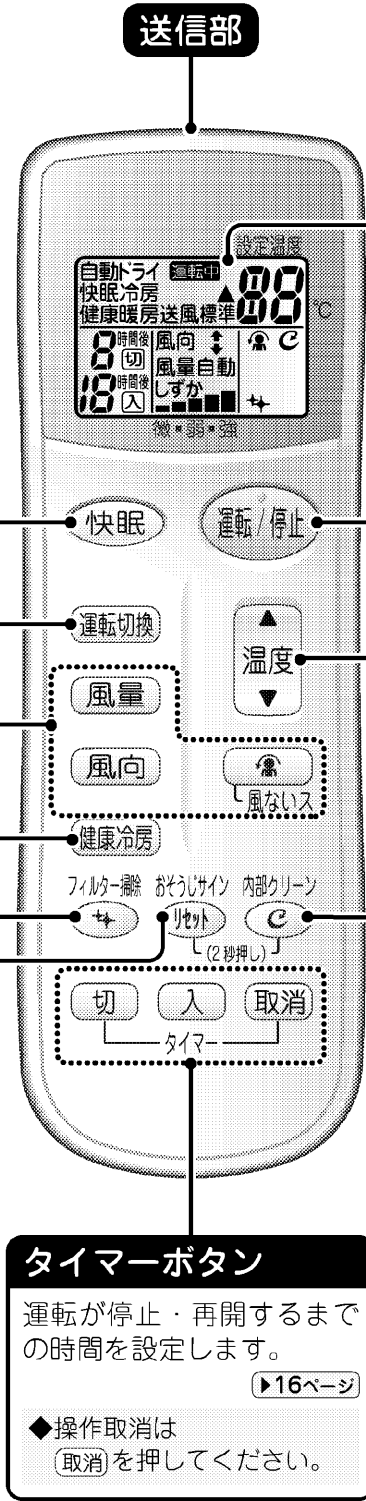 送信部
設定温度
自動ドライ 運転中 88
快眠冷房 ▲ ℃
健康暖房送風標準
8時間後切 風向
風量自動
18時間後入 しずか
微■弱■強
快眠 運転/停止
運転切換
▲
温度
▼
風量
風向
風ないス
健康冷房
フィルター掃除 おそうじサイン 内部クリーン
リセット
(2秒押し)
切 入 取消
タイマー
タイマーボタン
運転が停止・再開するまで
の時間を設定します。
▶16ページ
◆操作取消は
取消を押してください。